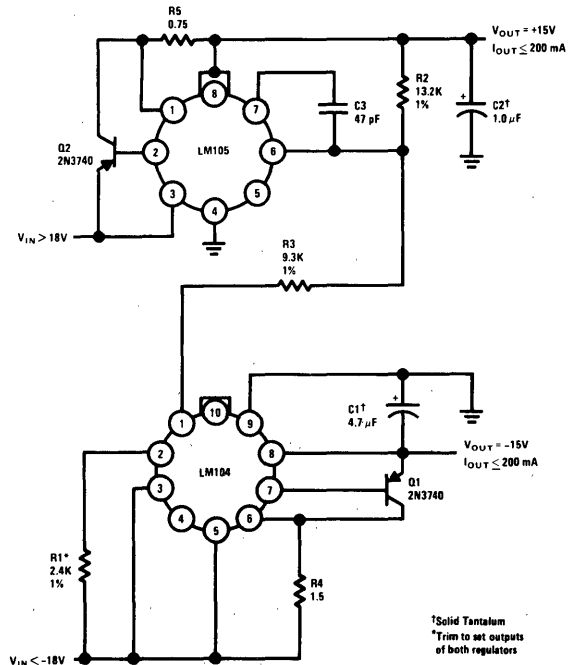 R5
0.75
VOUT = +15V
IOUT ≤ 200 mA
R2
13.2K
1%
C2†
1.0 μF
+
C3
47 pF
1
8
7
LM105
Q2
2N3740
2
6
3
4
5
VIN > 18V
R3
9.3K
1%
1
10
9
C1†
4.7 μF
+
VOUT = -15V
IOUT ≤ 200 mA
2
8
LM104
3
7
Q1
2N3740
4
5
6
R1*
2.4K
1%
R4
1.5
†Solid Tantalum
*Trim to set outputs
of both regulators
VIN < -18V